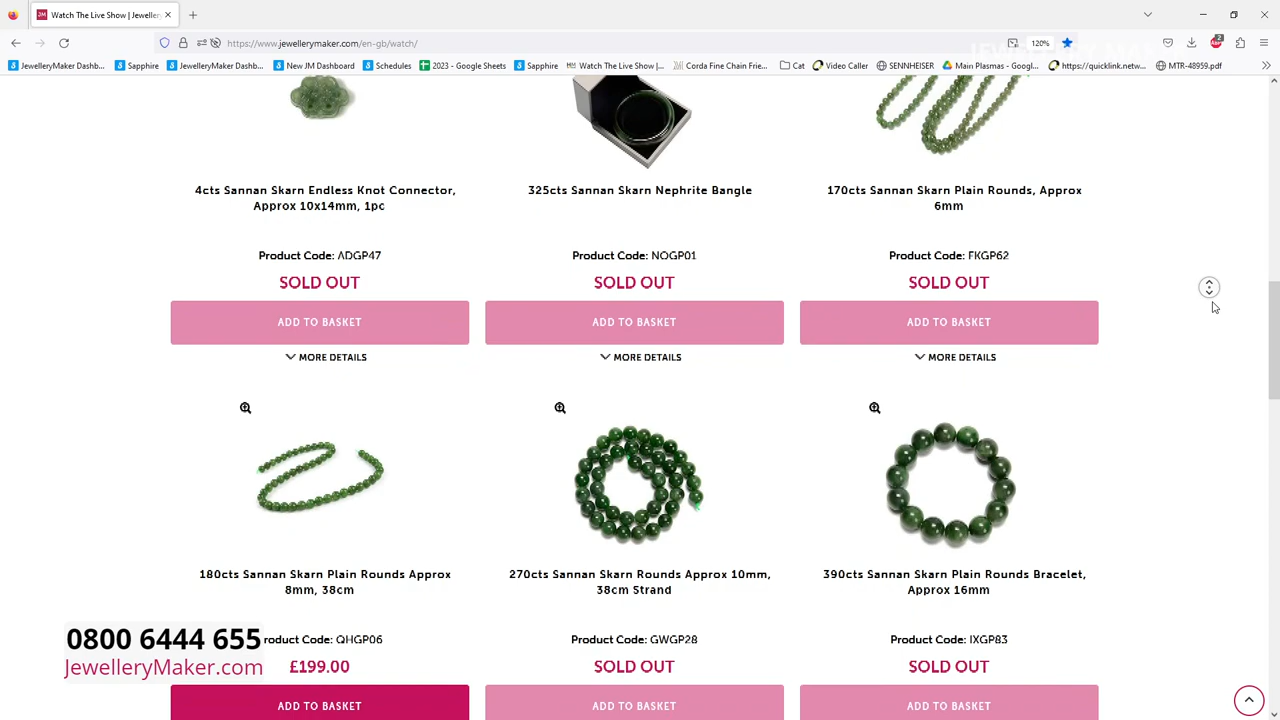 Watch The Live Show | Jeweller
https://www.jewellerymaker.com/en-gb/watch/
120%
2
JewelleryMaker Dashb...
Sapphire
JewelleryMaker Dashb...
New JM Dashboard
Schedules
2023 - Google Sheets
Sapphire
Watch The Live Show |...
Corda Fine Chain Frie...
Cat
Video Caller
SENNHEISER
Main Plasmas - Goog...
https://quicklink.netw...
MTR-48959.pdf
4cts Sannan Skarn Endless Knot Connector,
Approx 10x14mm, 1pc
Product Code: ADGP47
SOLD OUT
ADD TO BASKET
MORE DETAILS
325cts Sannan Skarn Nephrite Bangle
Product Code: NOGP01
SOLD OUT
ADD TO BASKET
MORE DETAILS
170cts Sannan Skarn Plain Rounds, Approx
6mm
Product Code: FKGP62
SOLD OUT
ADD TO BASKET
MORE DETAILS
180cts Sannan Skarn Plain Rounds Approx
8mm, 38cm
roduct Code: QHGP06
£199.00
ADD TO BASKET
270cts Sannan Skarn Rounds Approx 10mm,
38cm Strand
Product Code: GWGP28
SOLD OUT
ADD TO BASKET
390cts Sannan Skarn Plain Rounds Bracelet,
Approx 16mm
Product Code: IXGP83
SOLD OUT
ADD TO BASKET
0800 6444 655
JewelleryMaker.com